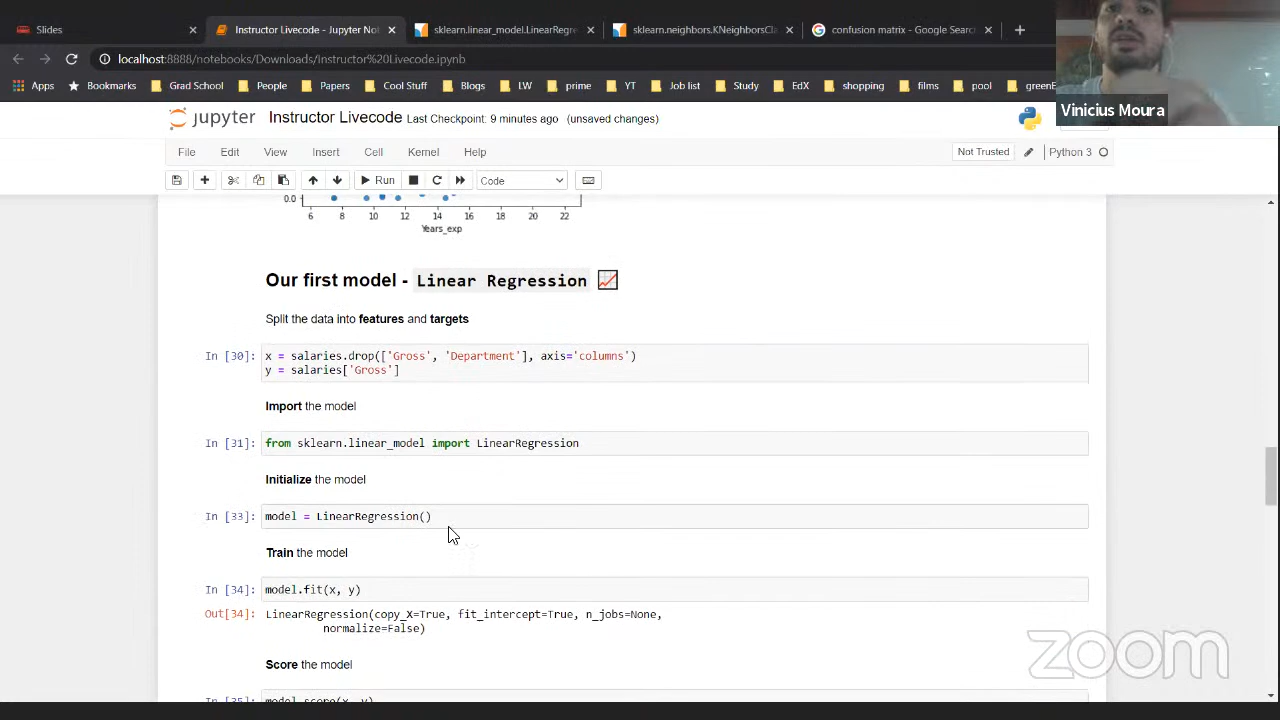 Slides
Instructor Livecode - Jupyter Not
sklearn.linear_model.LinearRegre
sklearn.neighbors.KNeighborsCla
confusion matrix - Google Search
localhost:8888/notebooks/Downloads/Instructor%20Livecode.ipynb
Apps
Bookmarks
Grad School
People
Papers
Cool Stuff
Blogs
LW
prime
YT
Job list
Study
EdX
shopping
films
pool
greenE
Vinicius Moura
jupyter Instructor Livecode Last Checkpoint: 9 minutes ago (unsaved changes)
File Edit View Insert Cell Kernel Help
Not Trusted
Python 3
Run
Code
0.0
6 8 10 12 14 16 18 20 22
Years_exp
Our first model - Linear Regression
Split the data into features and targets
In [30]: x = salaries.drop(['Gross', 'Department'], axis='columns')
y = salaries['Gross']
Import the model
In [31]: from sklearn.linear_model import LinearRegression
Initialize the model
In [33]: model = LinearRegression()
Train the model
In [34]: model.fit(x, y)
Out[34]: LinearRegression(copy_X=True, fit_intercept=True, n_jobs=None,
normalize=False)
Score the model
In [35]: model.score(x, y)
zoom